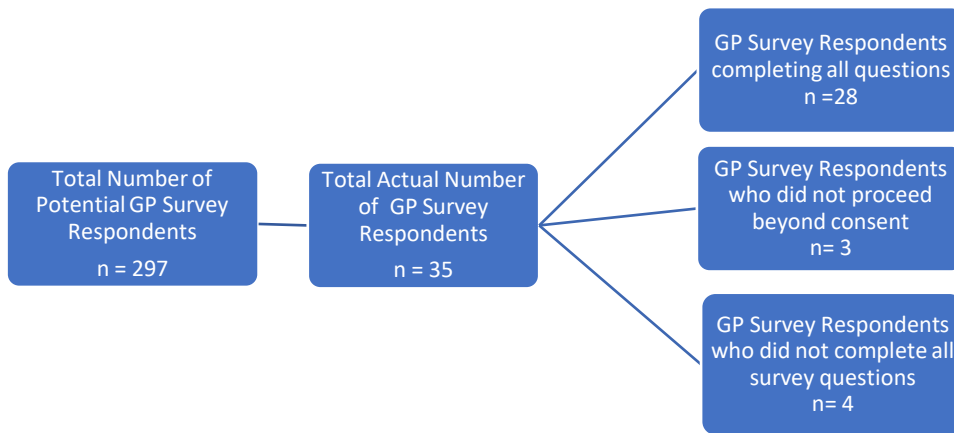 Total Number of
Potential GP Survey
Respondents
n = 297
Total Actual Number
of GP Survey
Respondents
n = 35
GP Survey Respondents
completing all questions
n =28
GP Survey Respondents
who did not proceed
beyond consent
n= 3
GP Survey Respondents
who did not complete all
survey questions
n= 4